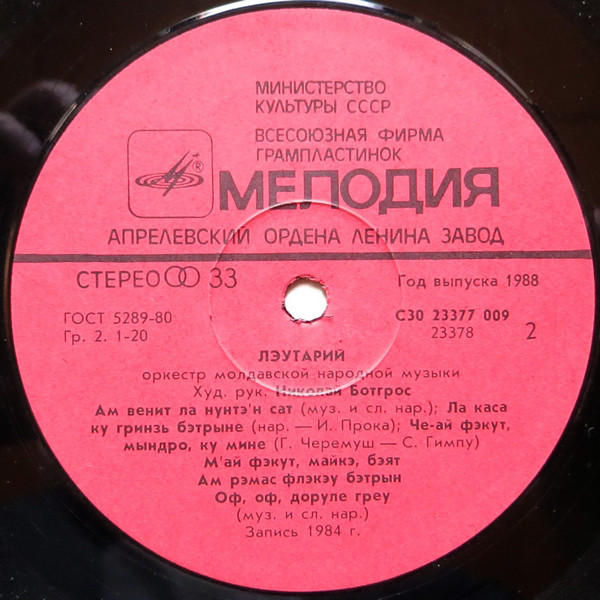 МИНИСТЕРСТВО
КУЛЬТУРЫ СССР
ВСЕСОЮЗНАЯ ФИРМА
ГРАМПЛАСТИНОК
®
МЕЛОДИЯ
АПРЕЛЕВСКИЙ ОРДЕНА ЛЕНИНА ЗАВОД
СТЕРЕО 33
Год выпуска 1988
ГОСТ 5289-80
Гр. 2. 1-20
С30 23377 009
23378
2
ЛЭУТАРИЙ
оркестр молдавской народной музыки
Худ. рук. Николай Ботгрос
Ам венит ла нунтэ'н сат (муз. и сл. нар.); Ла каса
ку гринзь бэтрыне (нар. — И. Прока); Че-ай фэкут,
мындро, ку мине (Г. Черемуш — С. Гимпу)
М'ай фэкут, майкэ, бэят
Ам рэмас флэкэу бэтрын
Оф, оф, доруле греу
(муз. и сл. нар.)
Запись 1984 г.